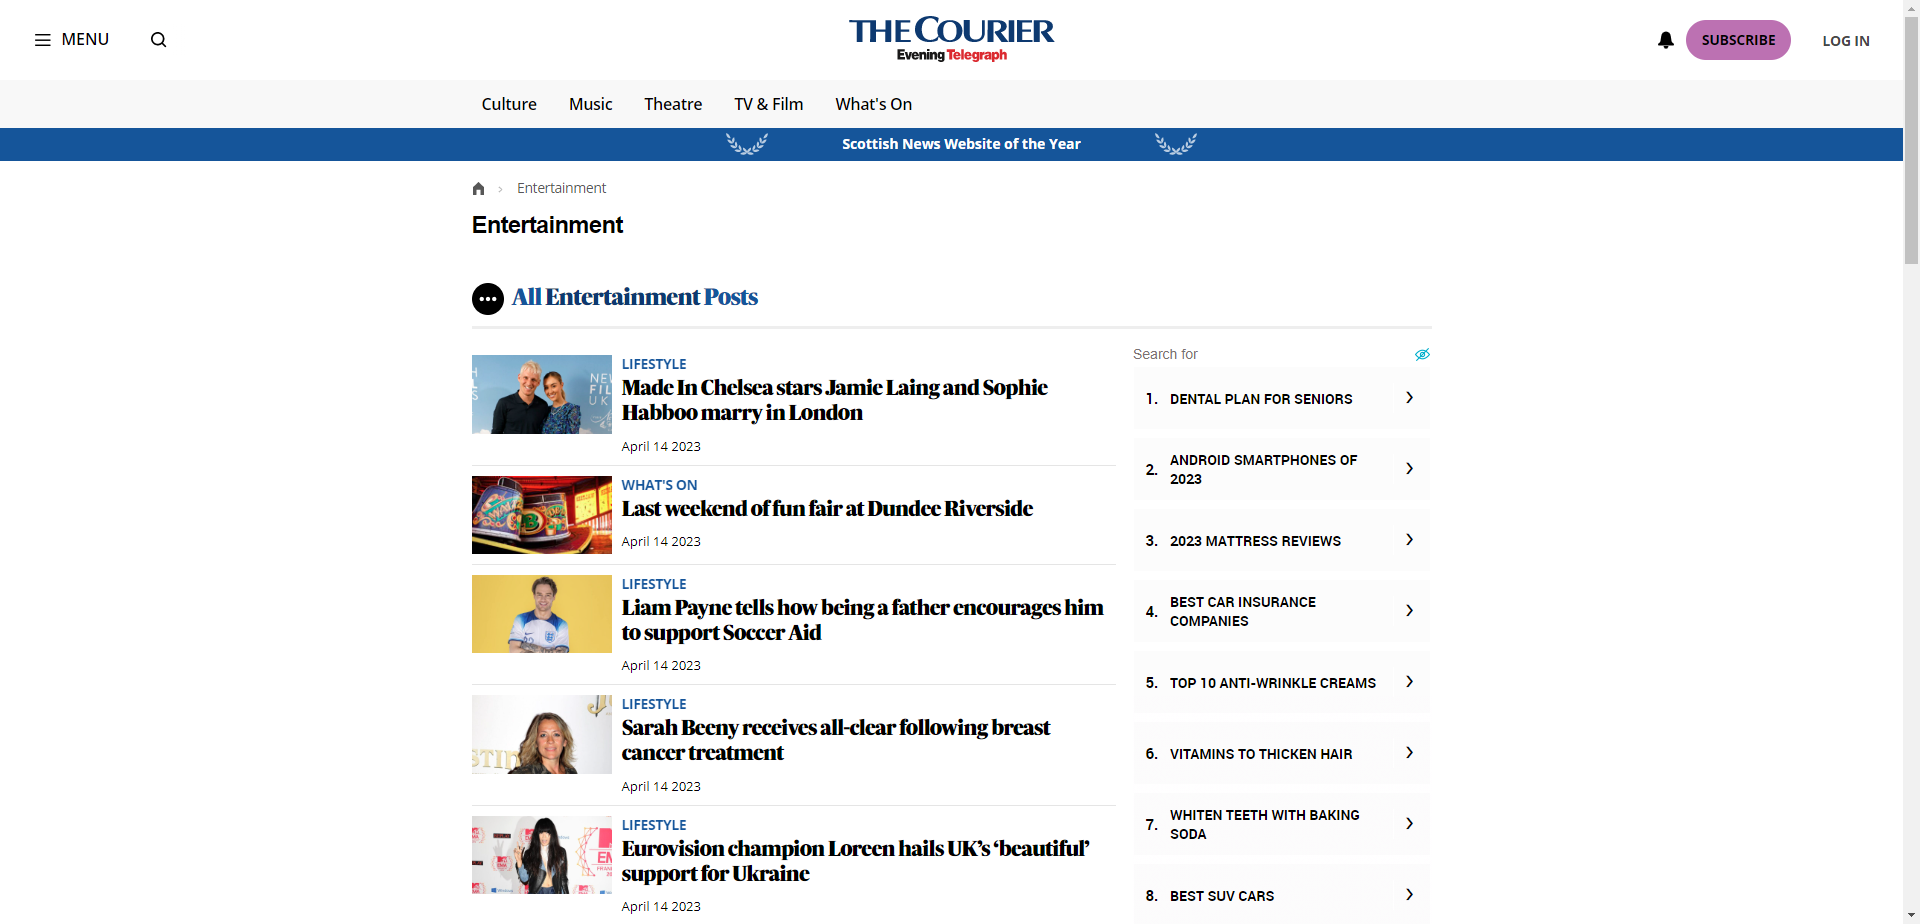 MENU
THE COURIER
Evening Telegraph
SUBSCRIBE
LOG IN
Culture
Music
Theatre
TV & Film
What's On
Scottish News Website of the Year
Entertainment
Entertainment
All Entertainment Posts
LIFESTYLE
Made In Chelsea stars Jamie Laing and Sophie
Habboo marry in London
April 14 2023
WHAT'S ON
Last weekend of fun fair at Dundee Riverside
April 14 2023
LIFESTYLE
Liam Payne tells how being a father encourages him
to support Soccer Aid
April 14 2023
LIFESTYLE
Sarah Beeny receives all-clear following breast
cancer treatment
April 14 2023
LIFESTYLE
Eurovision champion Loreen hails UK's ‘beautiful’
support for Ukraine
April 14 2023
Search for
1. DENTAL PLAN FOR SENIORS
2. ANDROID SMARTPHONES OF
2023
3. 2023 MATTRESS REVIEWS
4. BEST CAR INSURANCE
COMPANIES
5. TOP 10 ANTI-WRINKLE CREAMS
6. VITAMINS TO THICKEN HAIR
7. WHITEN TEETH WITH BAKING
SODA
8. BEST SUV CARS